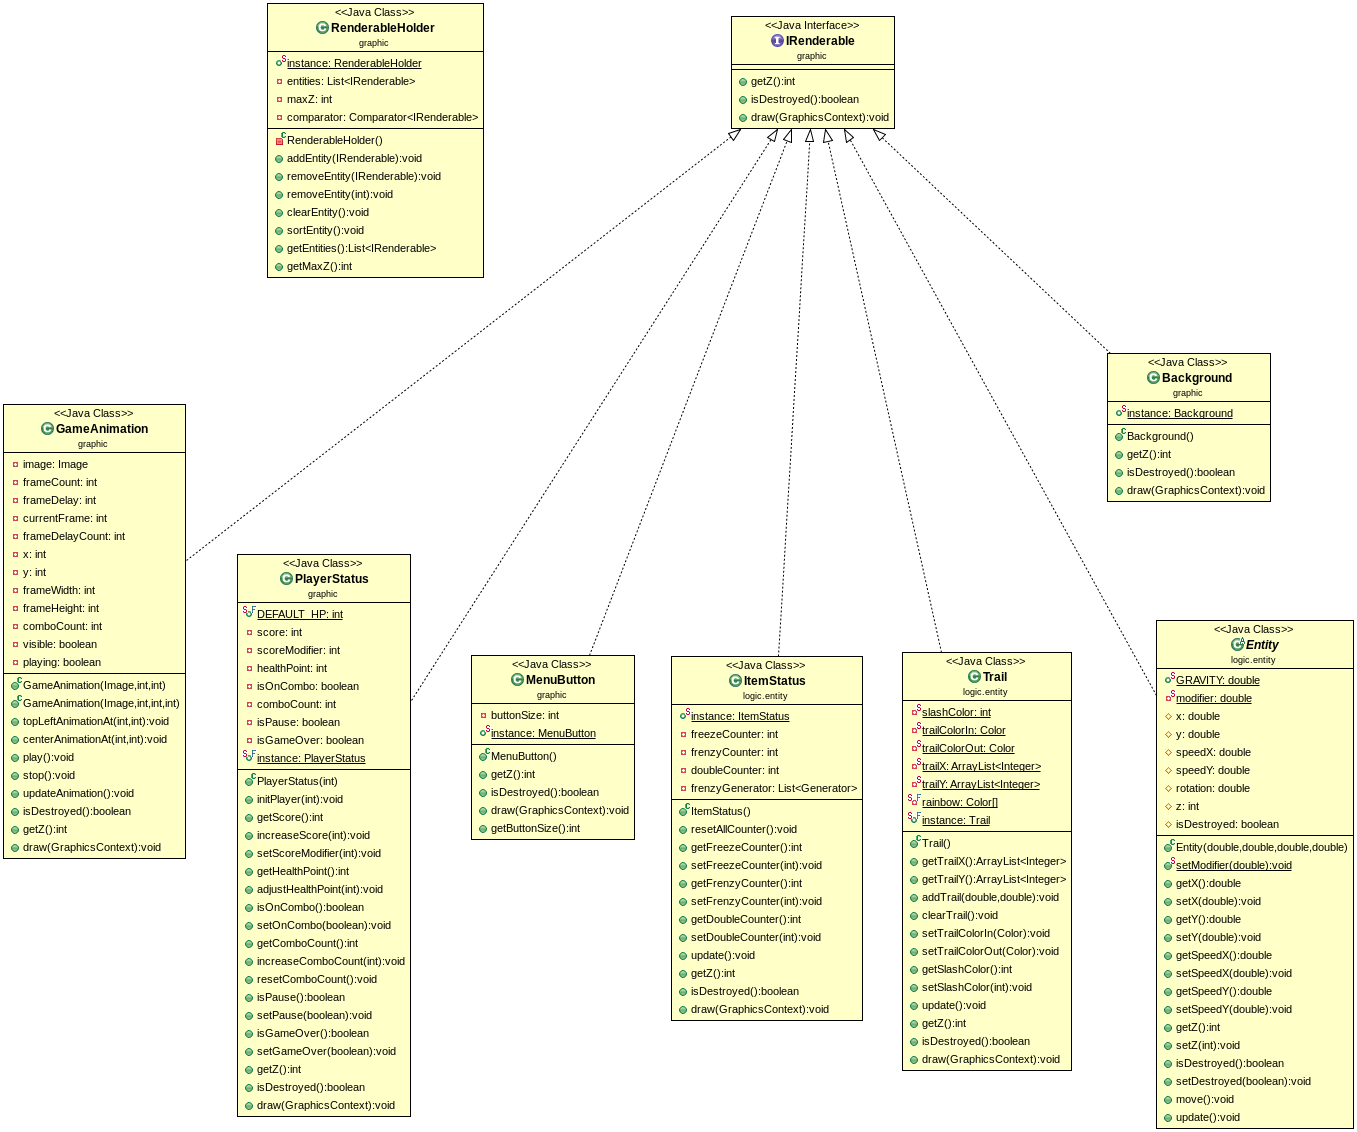 <<Java Class>>
RenderableHolder
graphic
instance: RenderableHolder
entities: List<IRenderable>
maxZ: int
comparator: Comparator<IRenderable>
RenderableHolder()
addEntity(IRenderable):void
removeEntity(IRenderable):void
removeEntity(int):void
clearEntity():void
sortEntity():void
getEntities():List<IRenderable>
getMaxZ():int
<<Java Interface>>
IRenderable
graphic
getZ():int
isDestroyed():boolean
draw(GraphicsContext):void
<<Java Class>>
Background
graphic
instance: Background
Background()
getZ():int
isDestroyed():boolean
draw(GraphicsContext):void
<<Java Class>>
GameAnimation
graphic
image: Image
frameCount: int
frameDelay: int
currentFrame: int
frameDelayCount: int
x: int
y: int
frameWidth: int
frameHeight: int
comboCount: int
visible: boolean
playing: boolean
GameAnimation(Image,int,int)
GameAnimation(Image,int,int,int)
topLeftAnimationAt(int,int):void
centerAnimationAt(int,int):void
play():void
stop():void
updateAnimation():void
isDestroyed():boolean
getZ():int
draw(GraphicsContext):void
<<Java Class>>
PlayerStatus
graphic
DEFAULT_HP: int
score: int
scoreModifier: int
healthPoint: int
isOnCombo: boolean
comboCount: int
isPause: boolean
isGameOver: boolean
instance: PlayerStatus
PlayerStatus(int)
initPlayer(int):void
getScore():int
increaseScore(int):void
setScoreModifier(int):void
getHealthPoint():int
adjustHealthPoint(int):void
isOnCombo():boolean
setOnCombo(boolean):void
getComboCount():int
increaseComboCount(int):void
resetComboCount():void
isPause():boolean
setPause(boolean):void
isGameOver():boolean
setGameOver(boolean):void
getZ():int
isDestroyed():boolean
draw(GraphicsContext):void
<<Java Class>>
MenuButton
graphic
buttonSize: int
instance: MenuButton
MenuButton()
getZ():int
isDestroyed():boolean
draw(GraphicsContext):void
getButtonSize():int
<<Java Class>>
ItemStatus
logic.entity
instance: ItemStatus
freezeCounter: int
frenzyCounter: int
doubleCounter: int
frenzyGenerator: List<Generator>
ItemStatus()
resetAllCounter():void
getFreezeCounter():int
setFreezeCounter(int):void
getFrenzyCounter():int
setFrenzyCounter(int):void
getDoubleCounter():int
setDoubleCounter(int):void
update():void
getZ():int
isDestroyed():boolean
draw(GraphicsContext):void
<<Java Class>>
Trail
logic.entity
slashColor: int
trailColorIn: Color
trailColorOut: Color
trailX: ArrayList<Integer>
trailY: ArrayList<Integer>
rainbow: Color[]
instance: Trail
Trail()
getTrailX():ArrayList<Integer>
getTrailY():ArrayList<Integer>
addTrail(double,double):void
clearTrail():void
setTrailColorIn(Color):void
setTrailColorOut(Color):void
getSlashColor():int
setSlashColor(int):void
update():void
getZ():int
isDestroyed():boolean
draw(GraphicsContext):void
<<Java Class>>
Entity
logic.entity
GRAVITY: double
modifier: double
x: double
y: double
speedX: double
speedY: double
rotation: double
z: int
isDestroyed: boolean
Entity(double,double,double,double)
setModifier(double):void
getX():double
setX(double):void
getY():double
setY(double):void
getSpeedX():double
setSpeedX(double):void
getSpeedY():double
setSpeedY(double):void
getZ():int
setZ(int):void
isDestroyed():boolean
setDestroyed(boolean):void
move():void
update():void